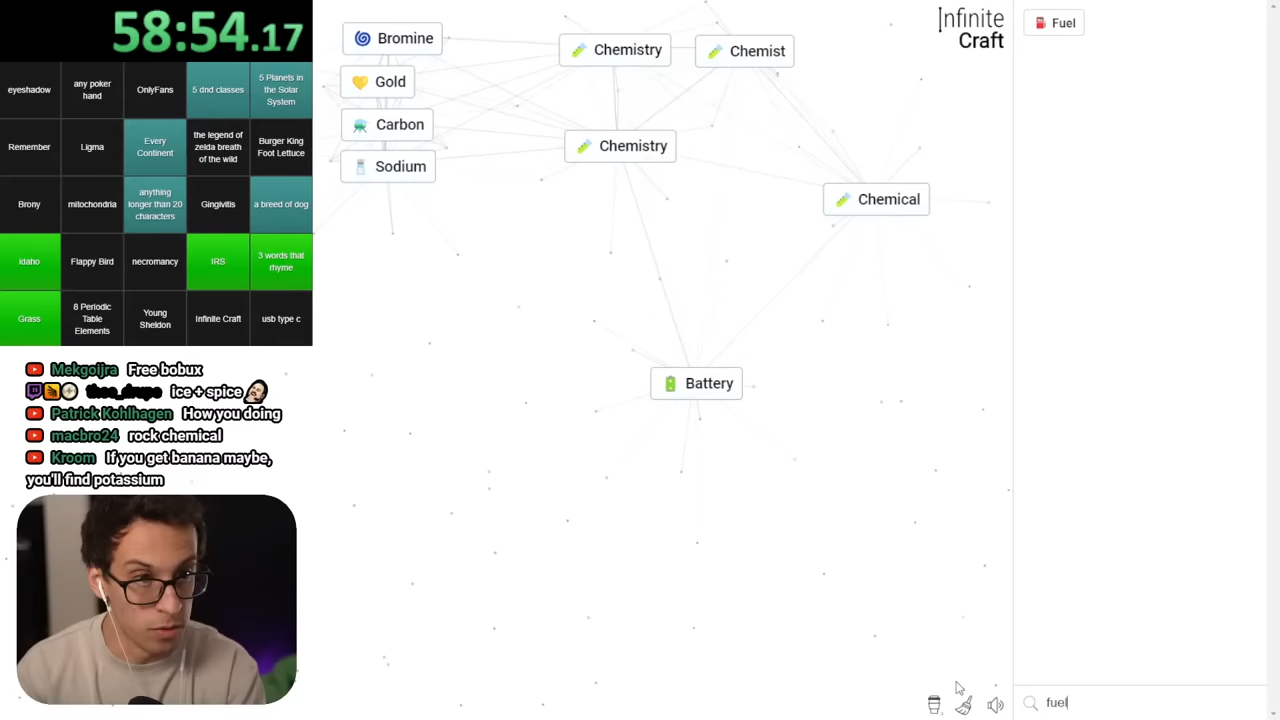 58:54.17
eyeshadow
any poker
hand
OnlyFans
5 dnd classes
5 Planets in
the Solar
System
Remember
Ligma
Every
Continent
the legend of
zelda breath
of the wild
Burger King
Foot Lettuce
Brony
mitochondria
anything
longer than 20
characters
Gingivitis
a breed of dog
idaho
Flappy Bird
necromancy
IRS
3 words that
rhyme
Grass
8 Periodic
Table
Elements
Young
Sheldon
Infinite Craft
usb type c
Mekgoijra Free bobux
thee_drupe ice + spice
Patrick Kohlhagen How you doing
macbro24 rock chemical
Kroom If you get banana maybe,
you'll find potassium
Bromine
Gold
Carbon
Sodium
Chemistry
Chemist
Chemistry
Chemical
Battery
Infinite
Craft
Fuel
fuel